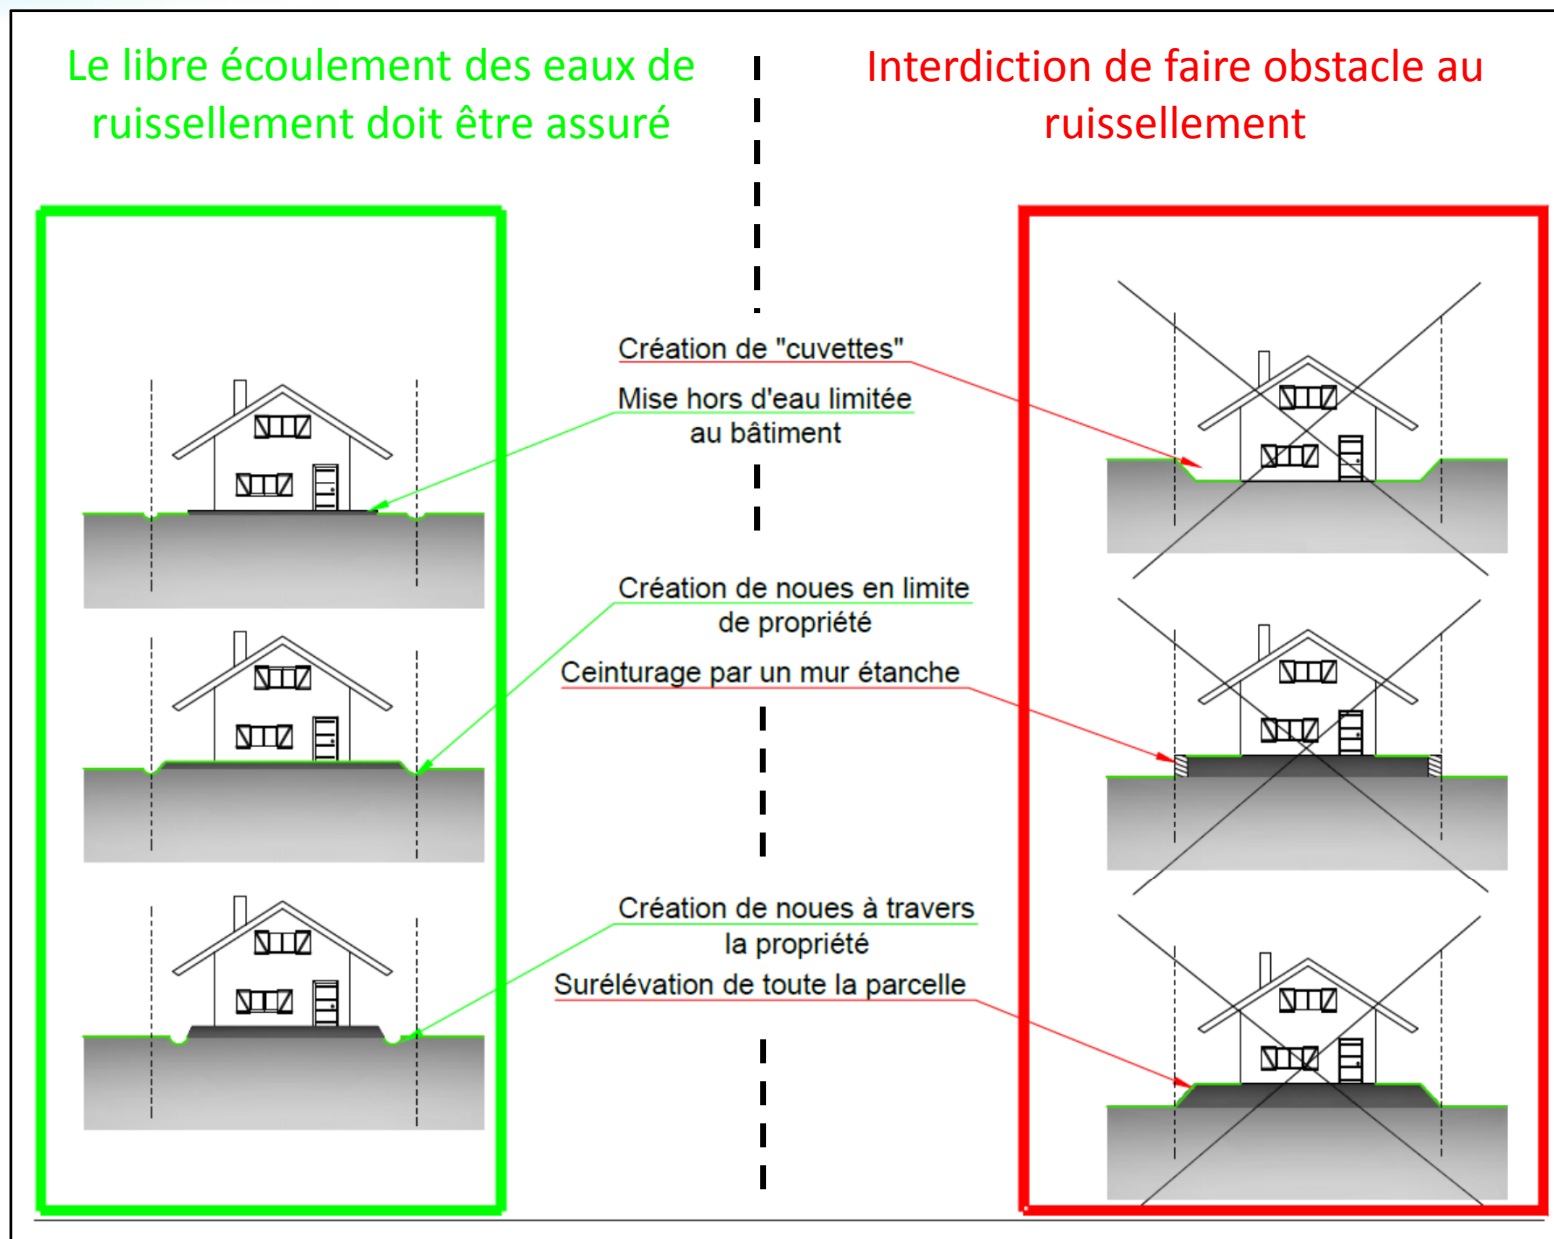 Le libre écoulement des eaux de
ruissellement doit être assuré
Interdiction de faire obstacle au
ruissellement
Création de "cuvettes"
Mise hors d'eau limitée
au bâtiment
Création de noues en limite
de propriété
Ceinturage par un mur étanche
Création de noues à travers
la propriété
Surélévation de toute la parcelle